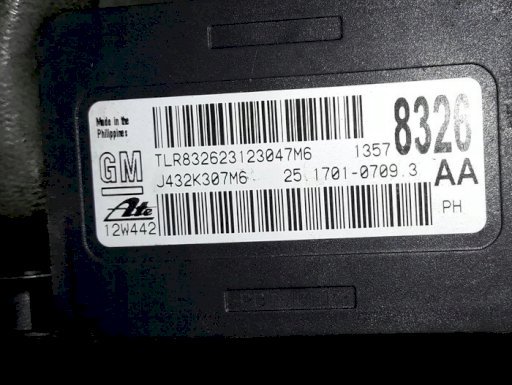 Made in the
Philippines
8326
GM
TLR832623123047M6 1357
J432K307M6 25.1701-0709.3 AA
Ate
12W442
PH